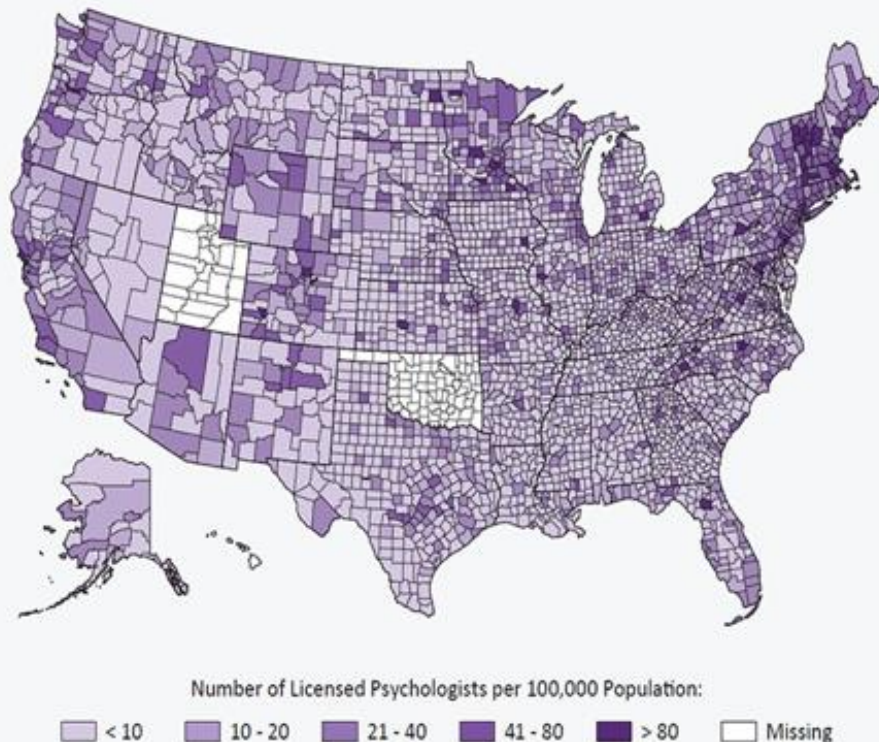 Number of Licensed Psychologists per 100,000 Population:
< 10 10 - 20 21 - 40 41 - 80 > 80 Missing